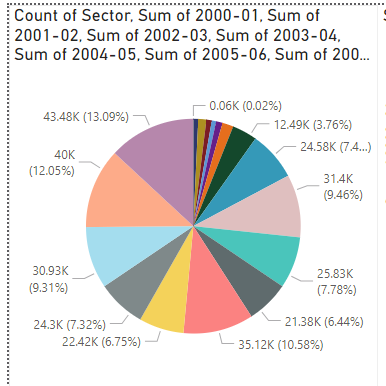 Count of Sector, Sum of 2000-01, Sum of
2001-02, Sum of 2002-03, Sum of 2003-04,
Sum of 2004-05, Sum of 2005-06, Sum of 200...
0.06K (0.02%)
12.49K (3.76%)
24.58K (7.4...)
31.4K
(9.46%)
25.83K
(7.78%)
21.38K (6.44%)
35.12K (10.58%)
22.42K (6.75%)
24.3K (7.32%)
30.93K
(9.31%)
40K
(12.05%)
43.48K (13.09%)